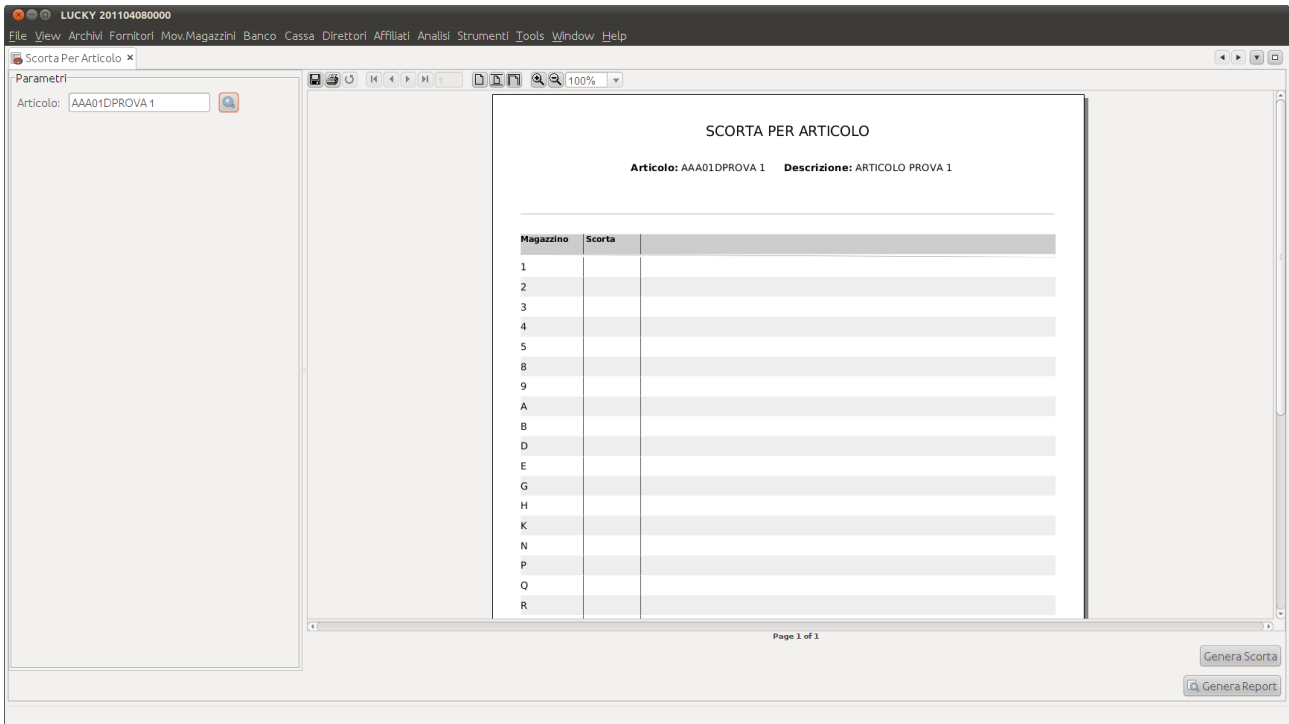 LUCKY 201104080000
File View Archivi Fornitori Mov.Magazzini Banco Cassa Direttori Affiliati Analisi Strumenti Tools Window Help
Scorta Per Articolo
Parametri
Articolo: AAA01DPROVA 1
1
100%
SCORTA PER ARTICOLO
Articolo: AAA01DPROVA 1 Descrizione: ARTICOLO PROVA 1
Magazzino Scorta
1
2
3
4
5
8
9
A
B
D
E
G
H
K
N
P
Q
R
Page 1 of 1
Genera Scorta
Genera Report